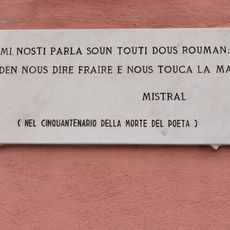 MI, NOSTI PARLA SOUN TOUTI DOUS ROUMAN;
DEN NOUS DIRE FRAIRE E NOUS TOUCA LA MA
MISTRAL
( NEL CINQUANTENARIO DELLA MORTE DEL POETA )